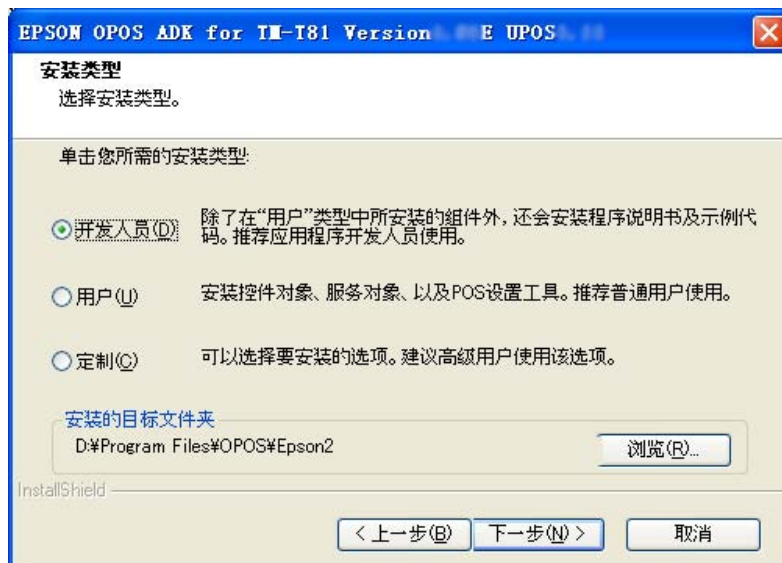 EPSON OPOS ADK for TM-T81 Version E UPOS
安装类型
选择安装类型。
单击您所需的安装类型:
开发人员(D)
除了在“用户”类型中所安装的组件外,还会安装程序说明书及示例代
码。推荐应用程序开发人员使用。
用户(U)
安装控件对象、服务对象、以及POS设置工具。推荐普通用户使用。
定制(C)
可以选择要安装的选项。建议高级用户使用该选项。
安装的目标文件夹
D:¥Program Files¥OPOS¥Epson2
浏览(R)...
InstallShield
< 上一步(B)
下一步(N) >
取消